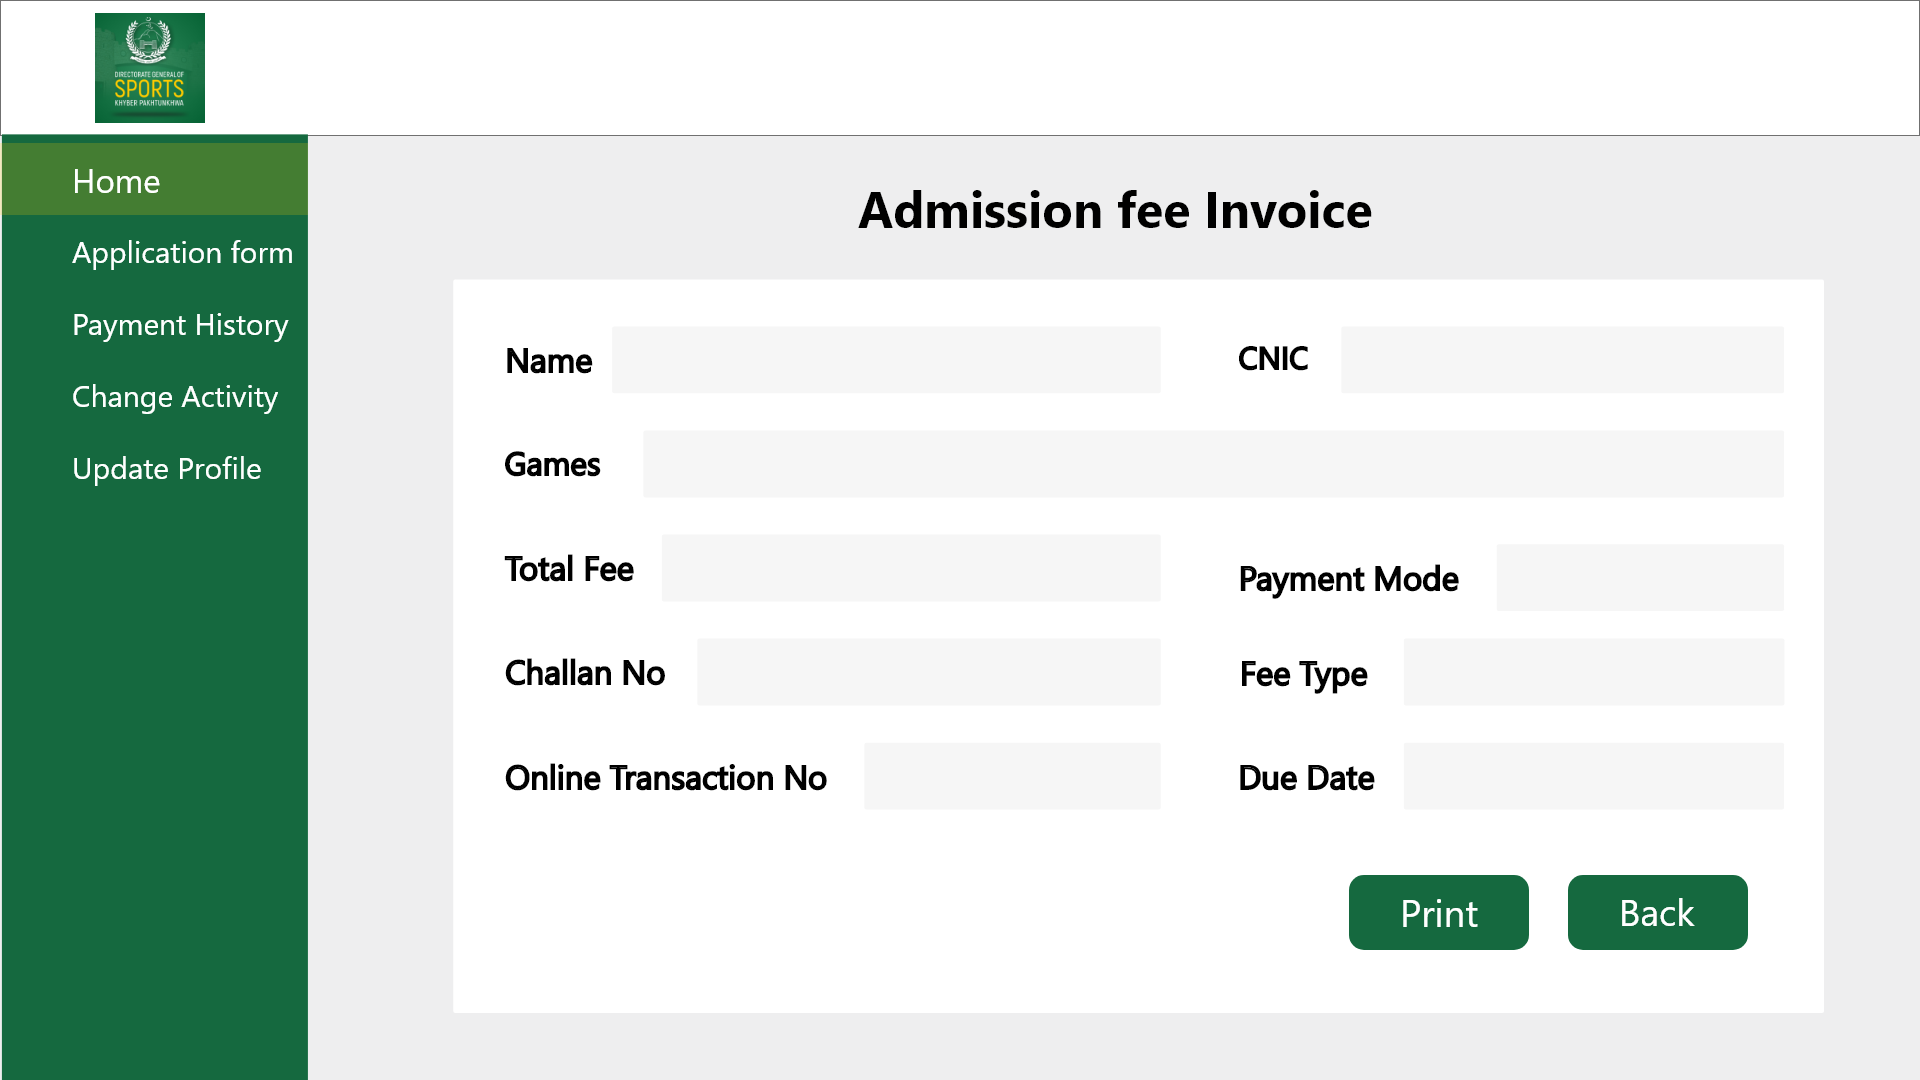 DIRECTORATE GENERAL OF
SPORTS
KHYBER PAKHTUNKHWA
Home
Application form
Payment History
Change Activity
Update Profile
Admission fee Invoice
Name
CNIC
Games
Total Fee
Payment Mode
Challan No
Fee Type
Online Transaction No
Due Date
Print
Back